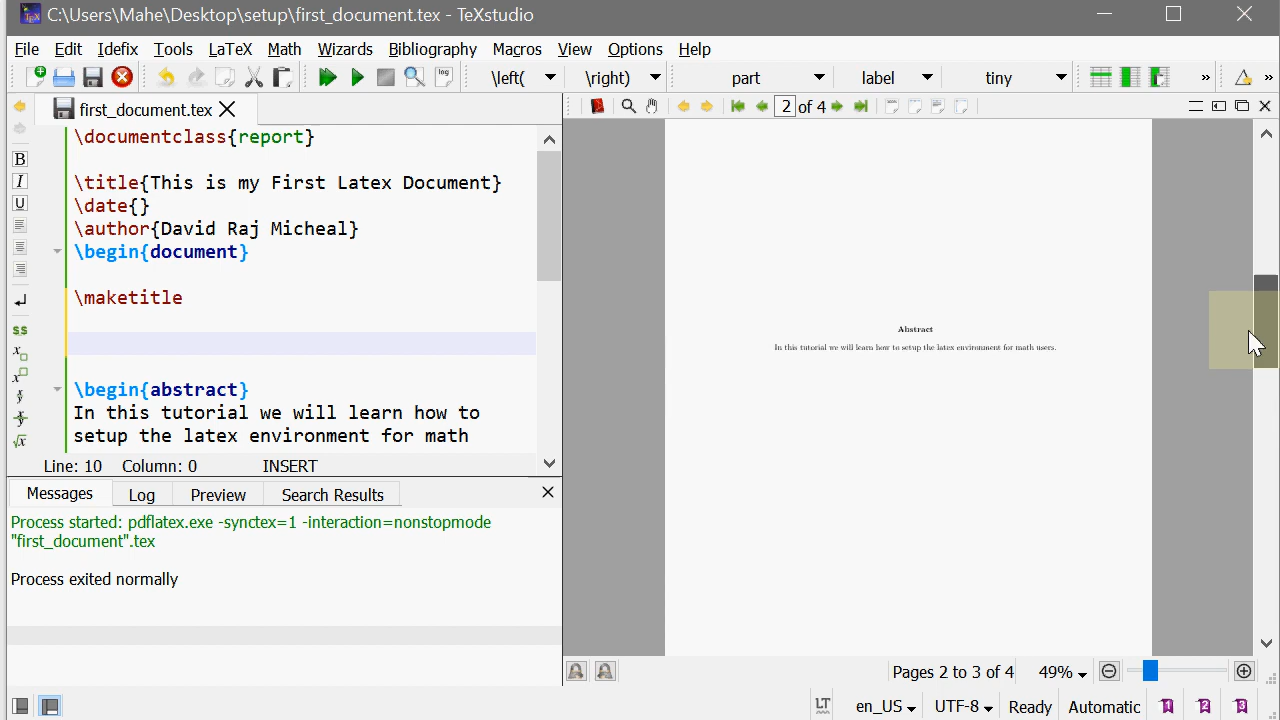 C:\Users\Mahe\Desktop\setup\first_document.tex - TeXstudio
File Edit Idefix Tools LaTeX Math Wizards Bibliography Macros View Options Help
log \left( \right) part label tiny »  »
first_document.tex 2 of 4
\documentclass{report}
\title{This is my First Latex Document}
\date{}
\author{David Raj Micheal}
\begin{document}
\maketitle
\begin{abstract}
In this tutorial we will learn how to
setup the latex environment for math
B
I
U
$$
Line: 10 Column: 0 INSERT
Messages Log Preview Search Results
Process started: pdflatex.exe -synctex=1 -interaction=nonstopmode
"first_document".tex
Process exited normally
Abstract
In this tutorial we will learn how to setup the latex environment for math users.
Pages 2 to 3 of 4 49%
LT en_US UTF-8 Ready Automatic 1 2 3